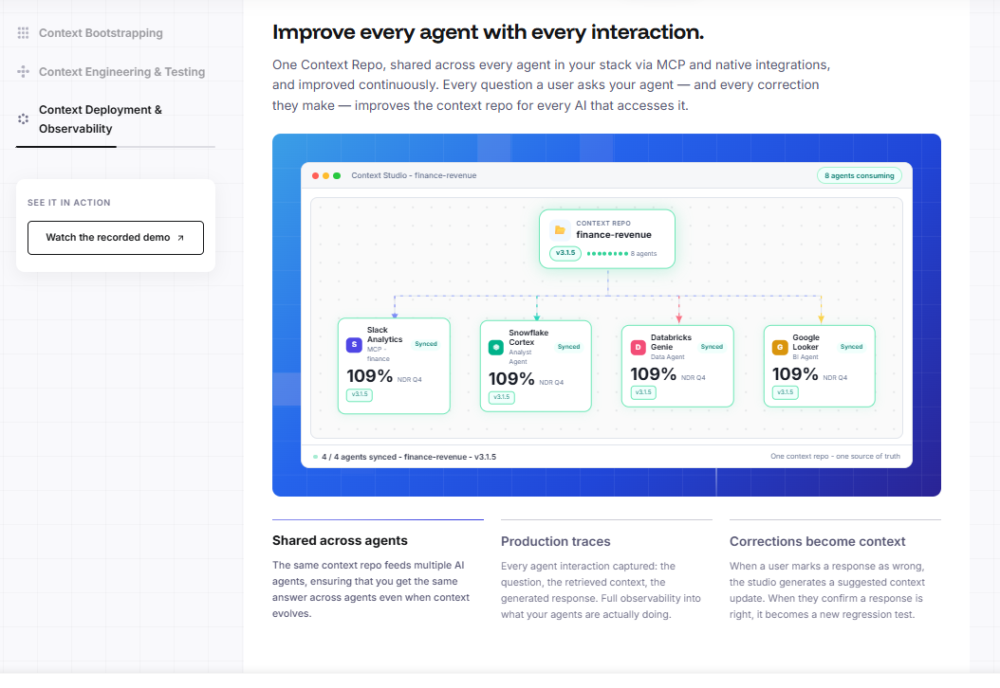 Context Bootstrapping
Context Engineering & Testing
Context Deployment &
Observability
SEE IT IN ACTION
Watch the recorded demo
Improve every agent with every interaction.
One Context Repo, shared across every agent in your stack via MCP and native integrations,
and improved continuously. Every question a user asks your agent — and every correction
they make — improves the context repo for every AI that accesses it.
Context Studio - finance-revenue
8 agents consuming
CONTEXT REPO
finance-revenue
v3.1.5
8 agents
S
Slack
Analytics
MCP -
finance
Synced
109% NDR Q4
v3.1.5
Snowflake
Cortex
Analyst
Agent
Synced
109% NDR Q4
v3.1.5
D
Databricks
Genie
Data Agent
Synced
109% NDR Q4
v3.1.5
G
Google
Looker
BI Agent
Synced
109% NDR Q4
v3.1.5
4 / 4 agents synced - finance-revenue - v3.1.5
One context repo - one source of truth
Shared across agents
The same context repo feeds multiple AI
agents, ensuring that you get the same
answer across agents even when context
evolves.
Production traces
Every agent interaction captured: the
question, the retrieved context, the
generated response. Full observability into
what your agents are actually doing.
Corrections become context
When a user marks a response as wrong,
the studio generates a suggested context
update. When they confirm a response is
right, it becomes a new regression test.